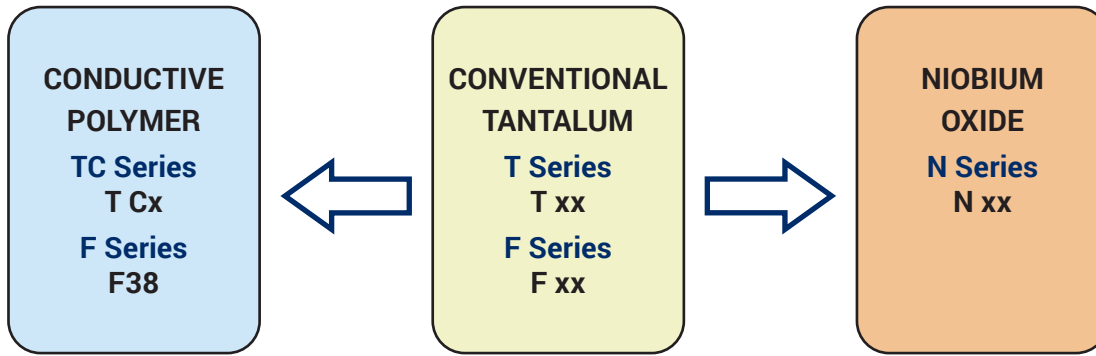 CONDUCTIVE
POLYMER
TC Series
T Cx
F Series
F38
CONVENTIONAL
TANTALUM
T Series
T xx
F Series
F xx
NIOBIUM
OXIDE
N Series
N xx